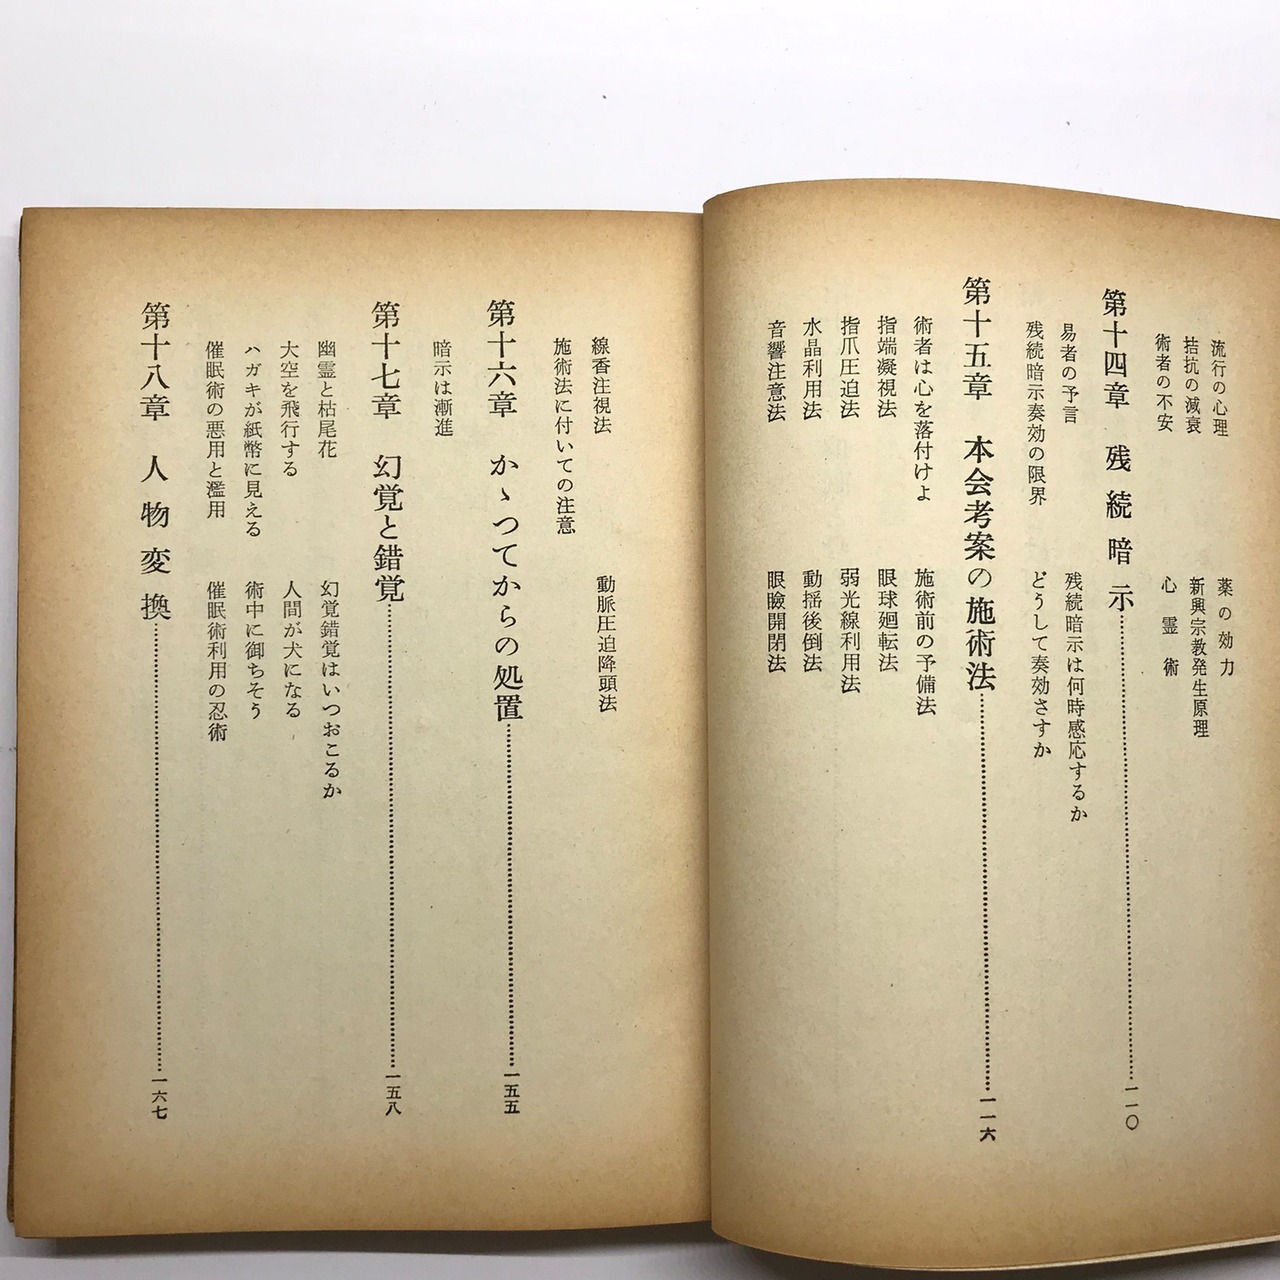 流行の心理　薬の効力
拮抗の減衰　新興宗教発生原理
術者の不安　心霊術
第十四章　残続暗示……一一〇
易者の予言　残続暗示は何時感応するか
残続暗示奏効の限界　どうして奏効さすか
第十五章　本会考案の施術法……一一六
術者は心を落付けよ　施術前の予備法
指端凝視法　眼球廻転法
指爪圧迫法　弱光線利用法
水晶利用法　動揺後倒法
音響注意法　眼瞼開閉法
線香注視法　動脈圧迫降頭法
施術法に付いての注意
第十六章　かゝつてからの処置……一五五
暗示は漸進
第十七章　幻覚と錯覚……一五八
幽霊と枯尾花　幻覚錯覚はいつおこるか
大空を飛行する　人間が犬になる
ハガキが紙幣に見える　術中に御ちそう
催眠術の悪用と濫用　催眠術利用の忍術
第十八章　人物変換……一六七